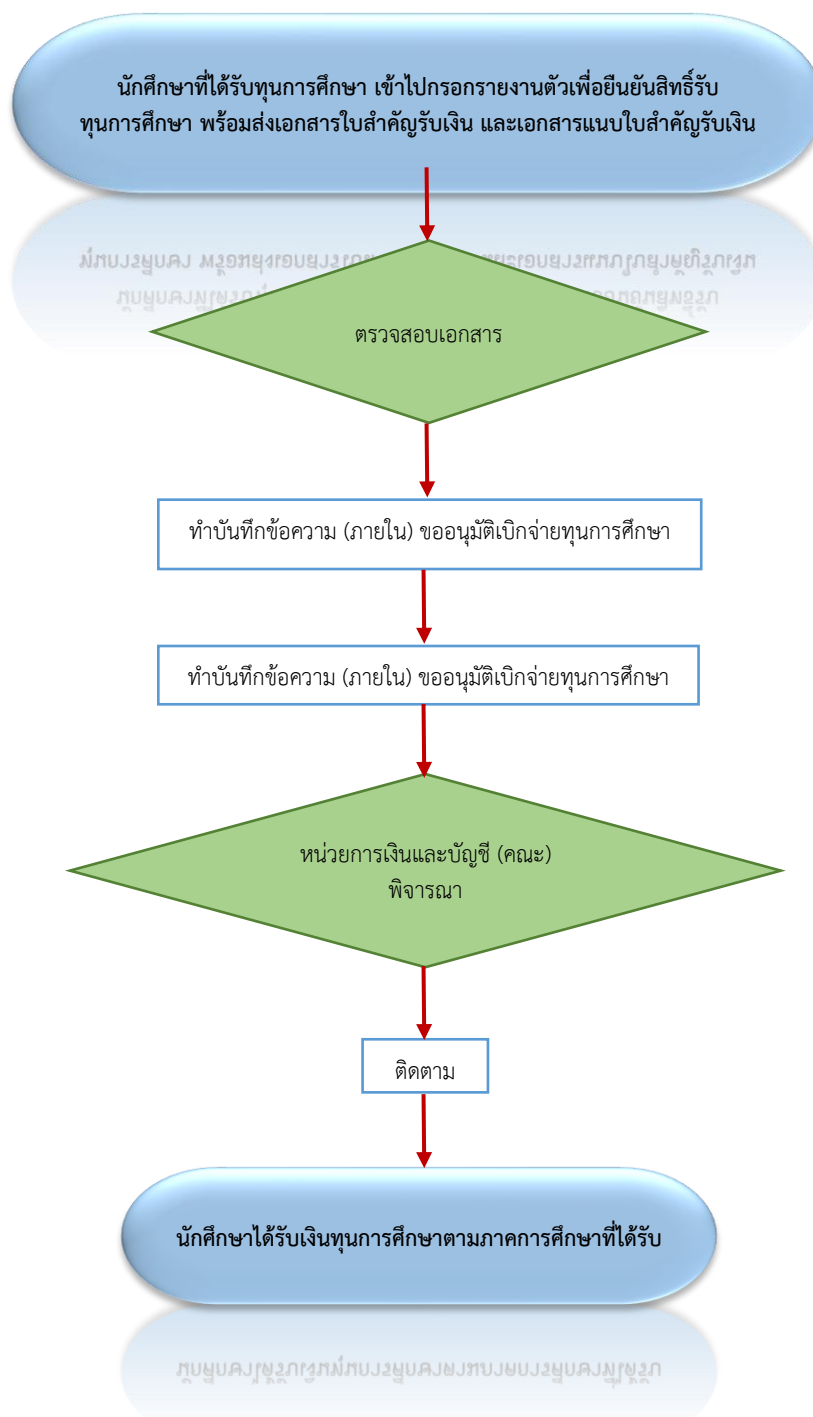 นักศึกษาที่ได้รับทุนการศึกษา เข้าไปกรอกรายงานตัวเพื่อยืนยันสิทธิ์รับ
ทุนการศึกษา พร้อมส่งเอกสารใบสำคัญรับเงิน และเอกสารแนบใบสำคัญรับเงิน
ตรวจสอบเอกสาร
ทำบันทึกข้อความ (ภายใน) ขออนุมัติเบิกจ่ายทุนการศึกษา
ทำบันทึกข้อความ (ภายใน) ขออนุมัติเบิกจ่ายทุนการศึกษา
หน่วยการเงินและบัญชี (คณะ)
พิจารณา
ติดตาม
นักศึกษาได้รับเงินทุนการศึกษาตามภาคการศึกษาที่ได้รับ